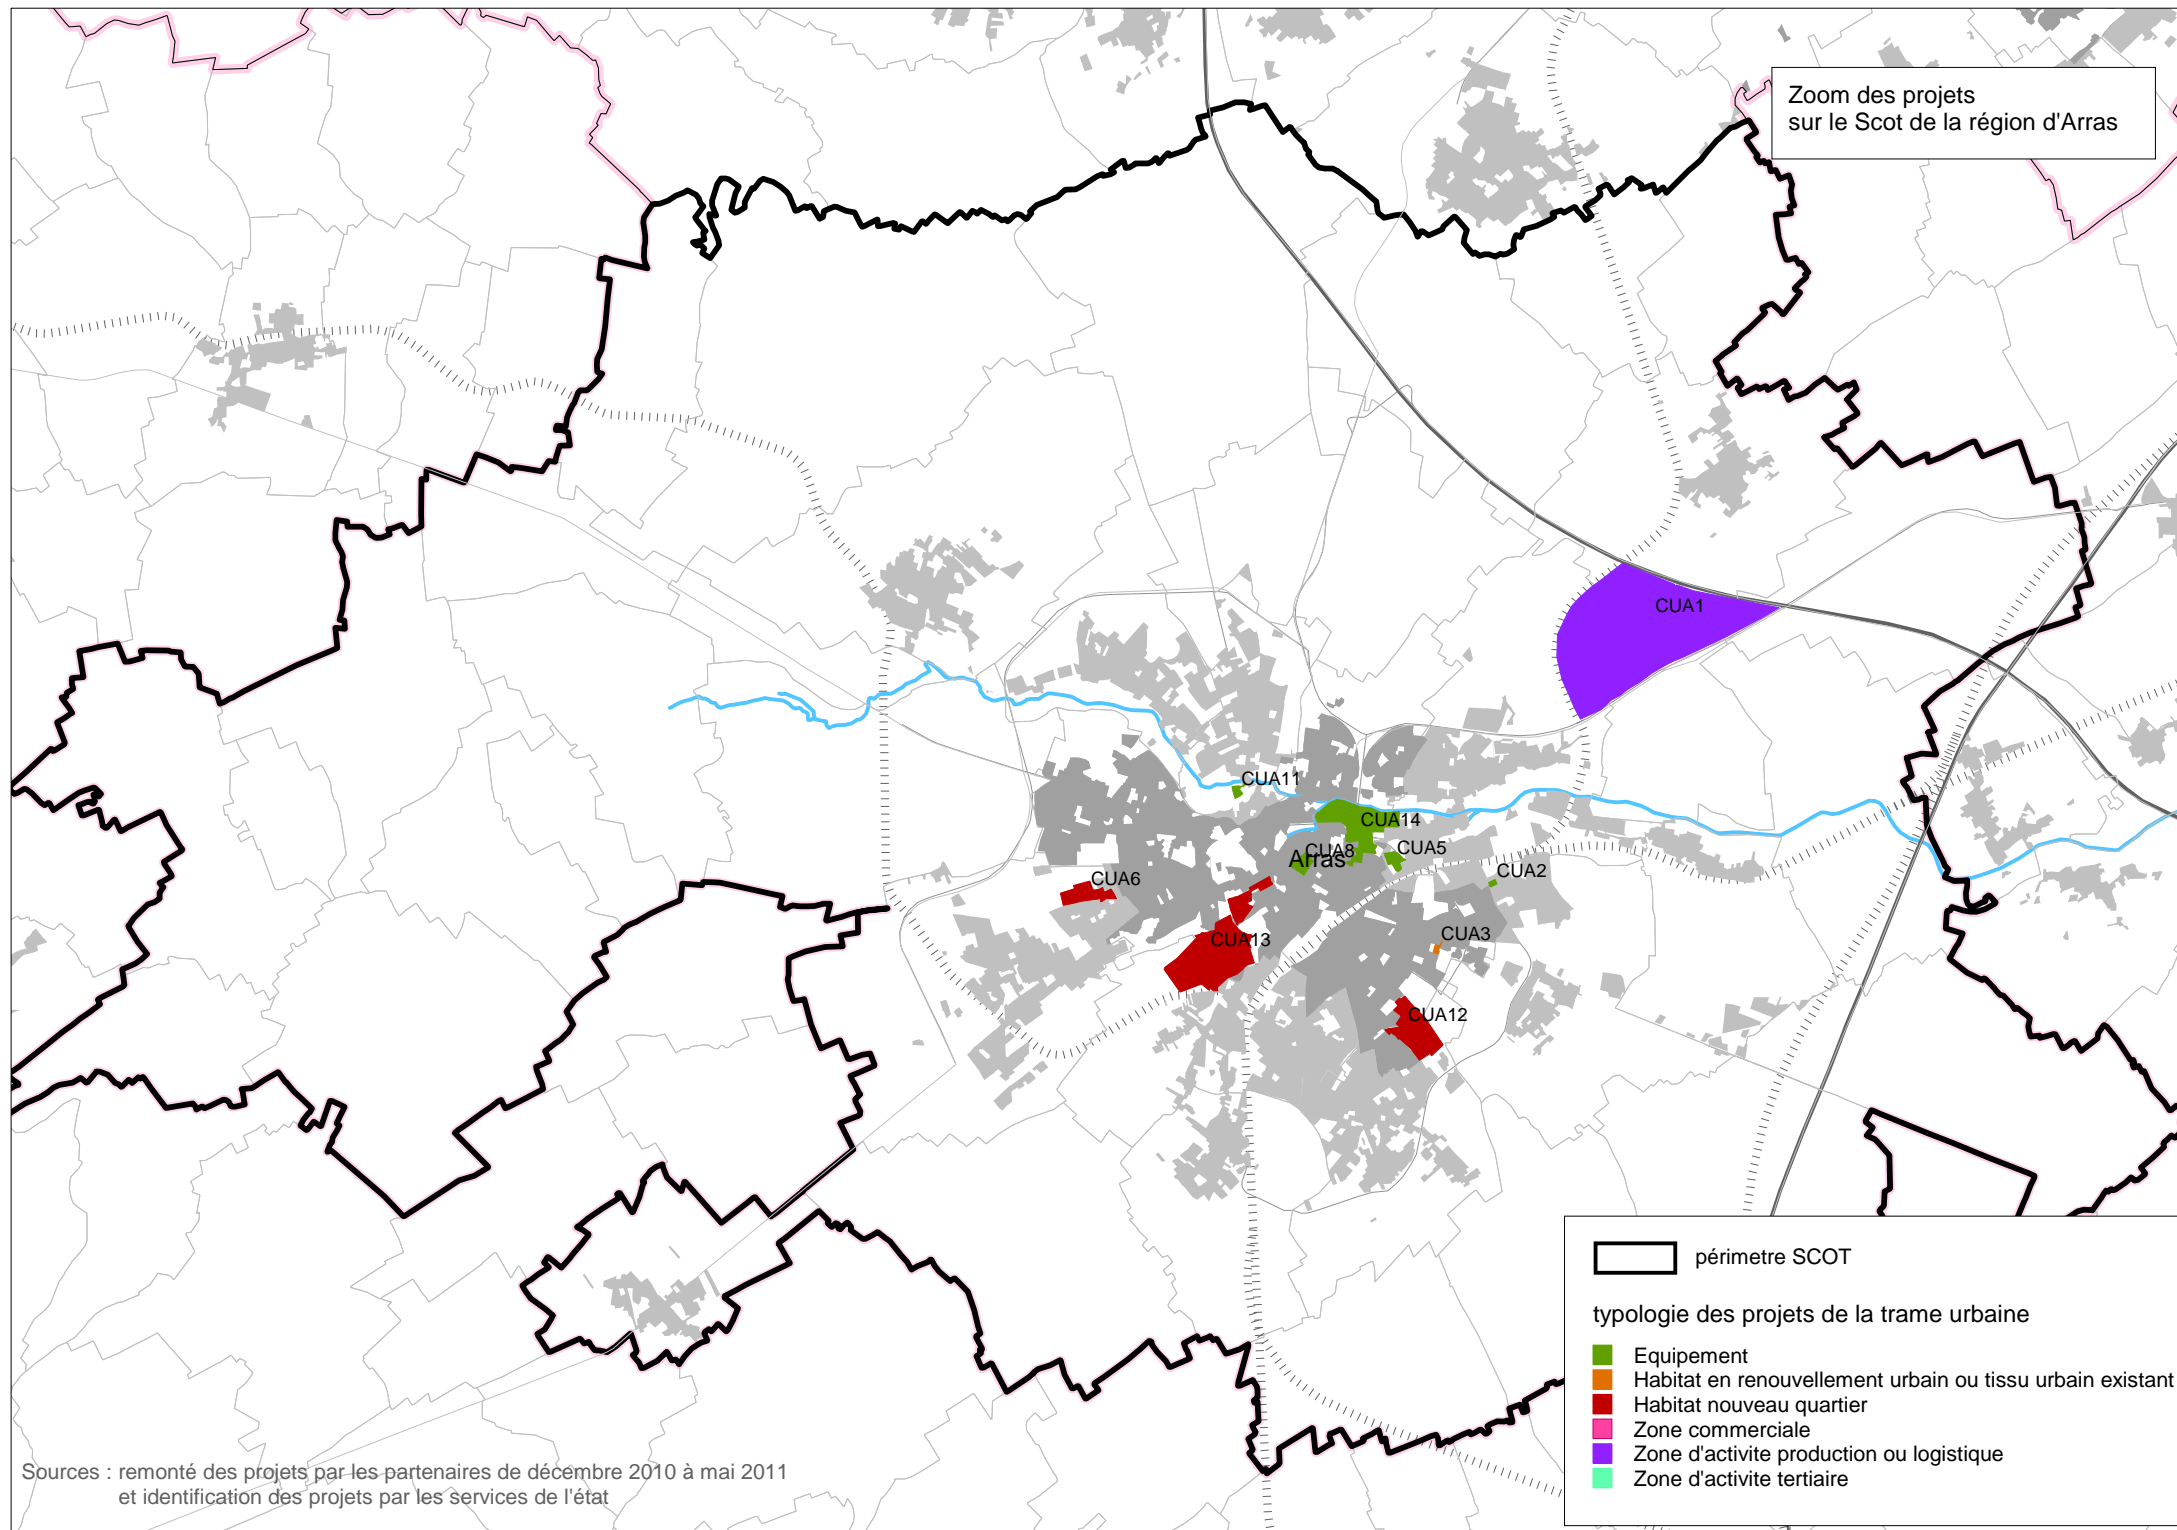 Zoom des projets
sur le Scot de la région d'Arras
CUA1
CUA11
CUA14
CUA8
Arras
CUA5
CUA2
CUA6
CUA3
CUA13
CUA12
périmetre SCOT
typologie des projets de la trame urbaine
Equipement
Habitat en renouvellement urbain ou tissu urbain existant
Habitat nouveau quartier
Zone commerciale
Zone d'activite production ou logistique
Zone d'activite tertiaire
Sources : remonté des projets par les partenaires de décembre 2010 à mai 2011
et identification des projets par les services de l'état